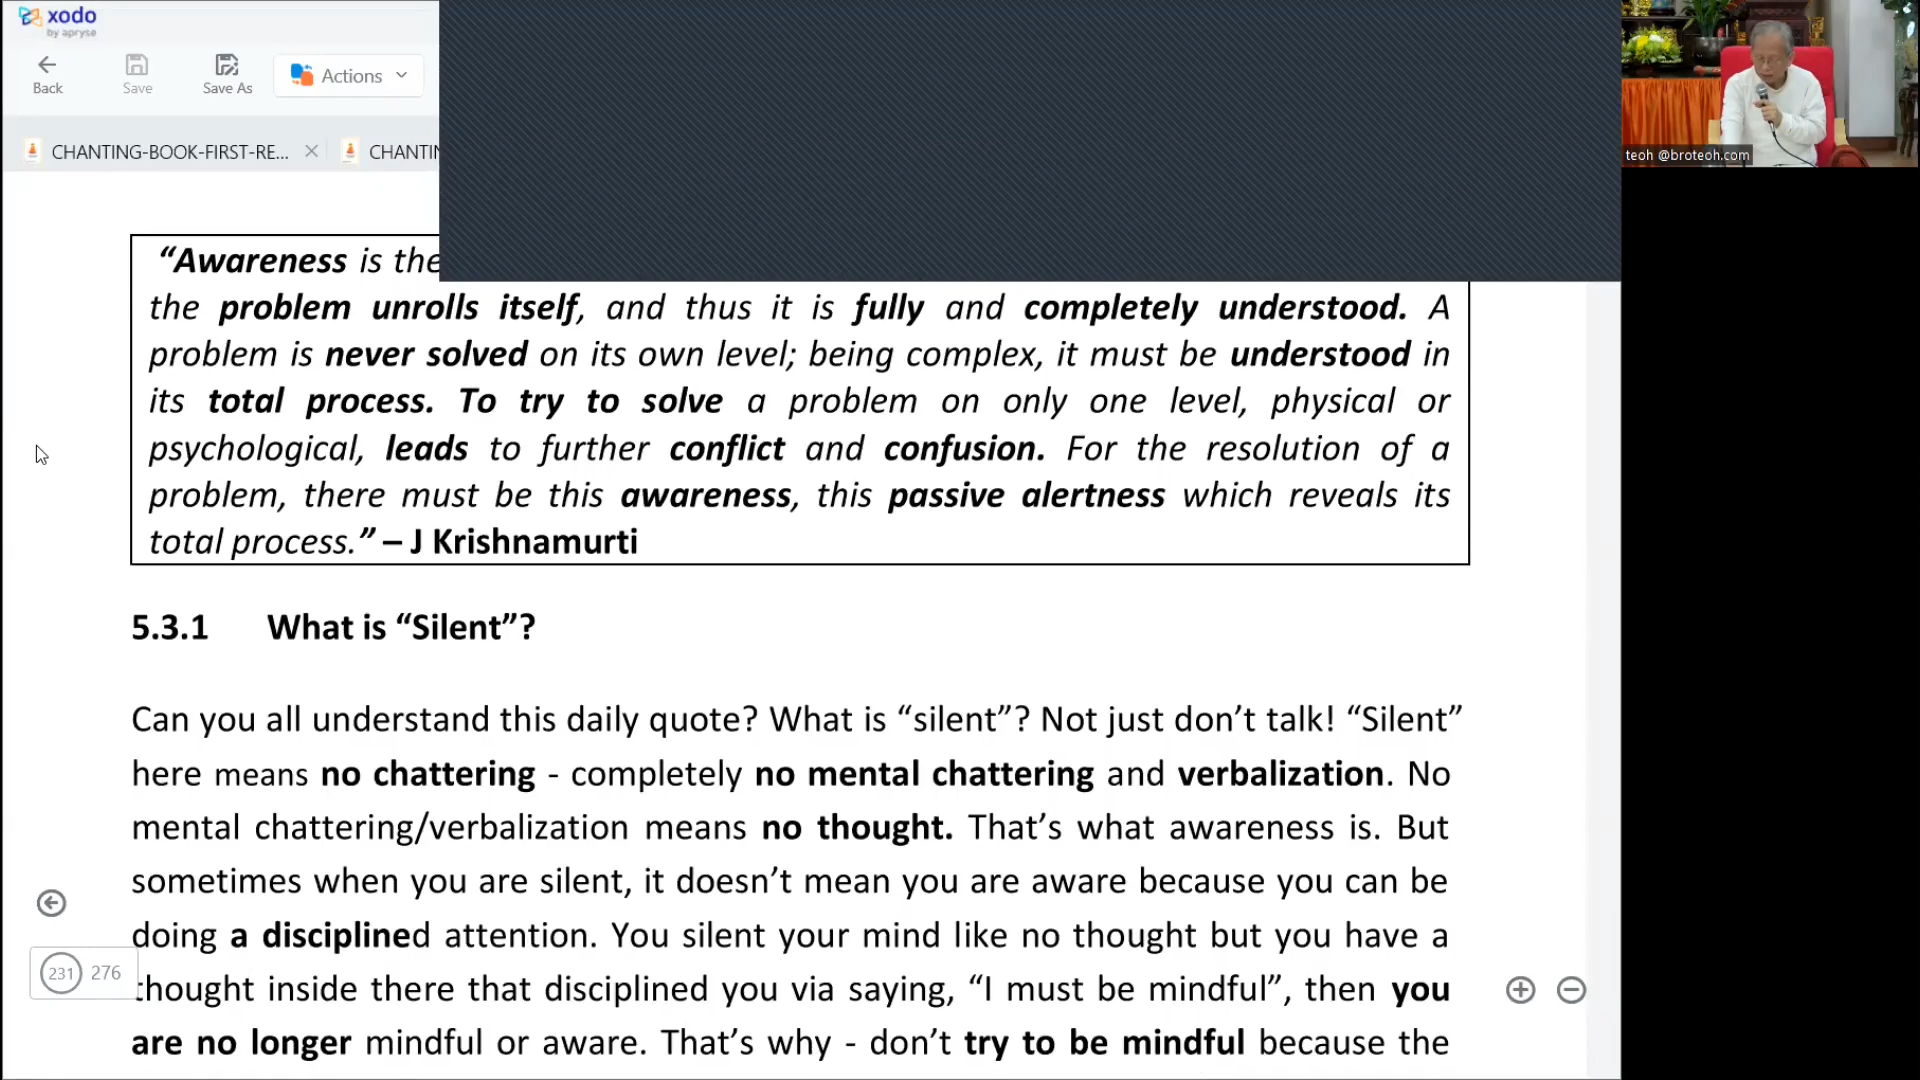 xodo
by apryse
Back
Save
Save As
Actions
CHANTING-BOOK-FIRST-RE...
CHANTIN
teoh @broteoh.com
“Awareness is the
the problem unrolls itself, and thus it is fully and completely understood. A
problem is never solved on its own level; being complex, it must be understood in
its total process. To try to solve a problem on only one level, physical or
psychological, leads to further conflict and confusion. For the resolution of a
problem, there must be this awareness, this passive alertness which reveals its
total process.” – J Krishnamurti
5.3.1 What is “Silent”?
Can you all understand this daily quote? What is “silent”? Not just don’t talk! “Silent”
here means no chattering - completely no mental chattering and verbalization. No
mental chattering/verbalization means no thought. That’s what awareness is. But
sometimes when you are silent, it doesn’t mean you are aware because you can be
doing a disciplined attention. You silent your mind like no thought but you have a
thought inside there that disciplined you via saying, “I must be mindful”, then you
are no longer mindful or aware. That’s why - don’t try to be mindful because the
231 276